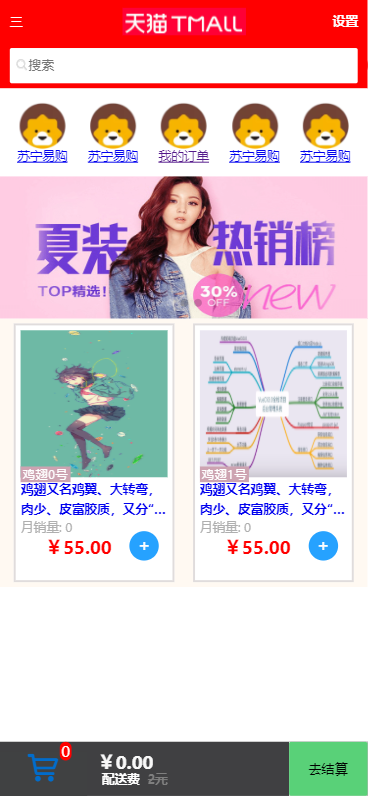 三
天猫 TMALL
设置
搜索
苏宁易购
苏宁易购
我的订单
苏宁易购
苏宁易购
夏装
热销榜
TOP精选!
30%
OFF
new
鸡翅0号
鸡翅又名鸡翼、大转弯，
肉少、皮富胶质，又分“...
月销量: 0
￥55.00
+
鸡翅1号
鸡翅又名鸡翼、大转弯，
肉少、皮富胶质，又分“...
月销量: 0
￥55.00
+
0
￥0.00
配送费 2元
去结算